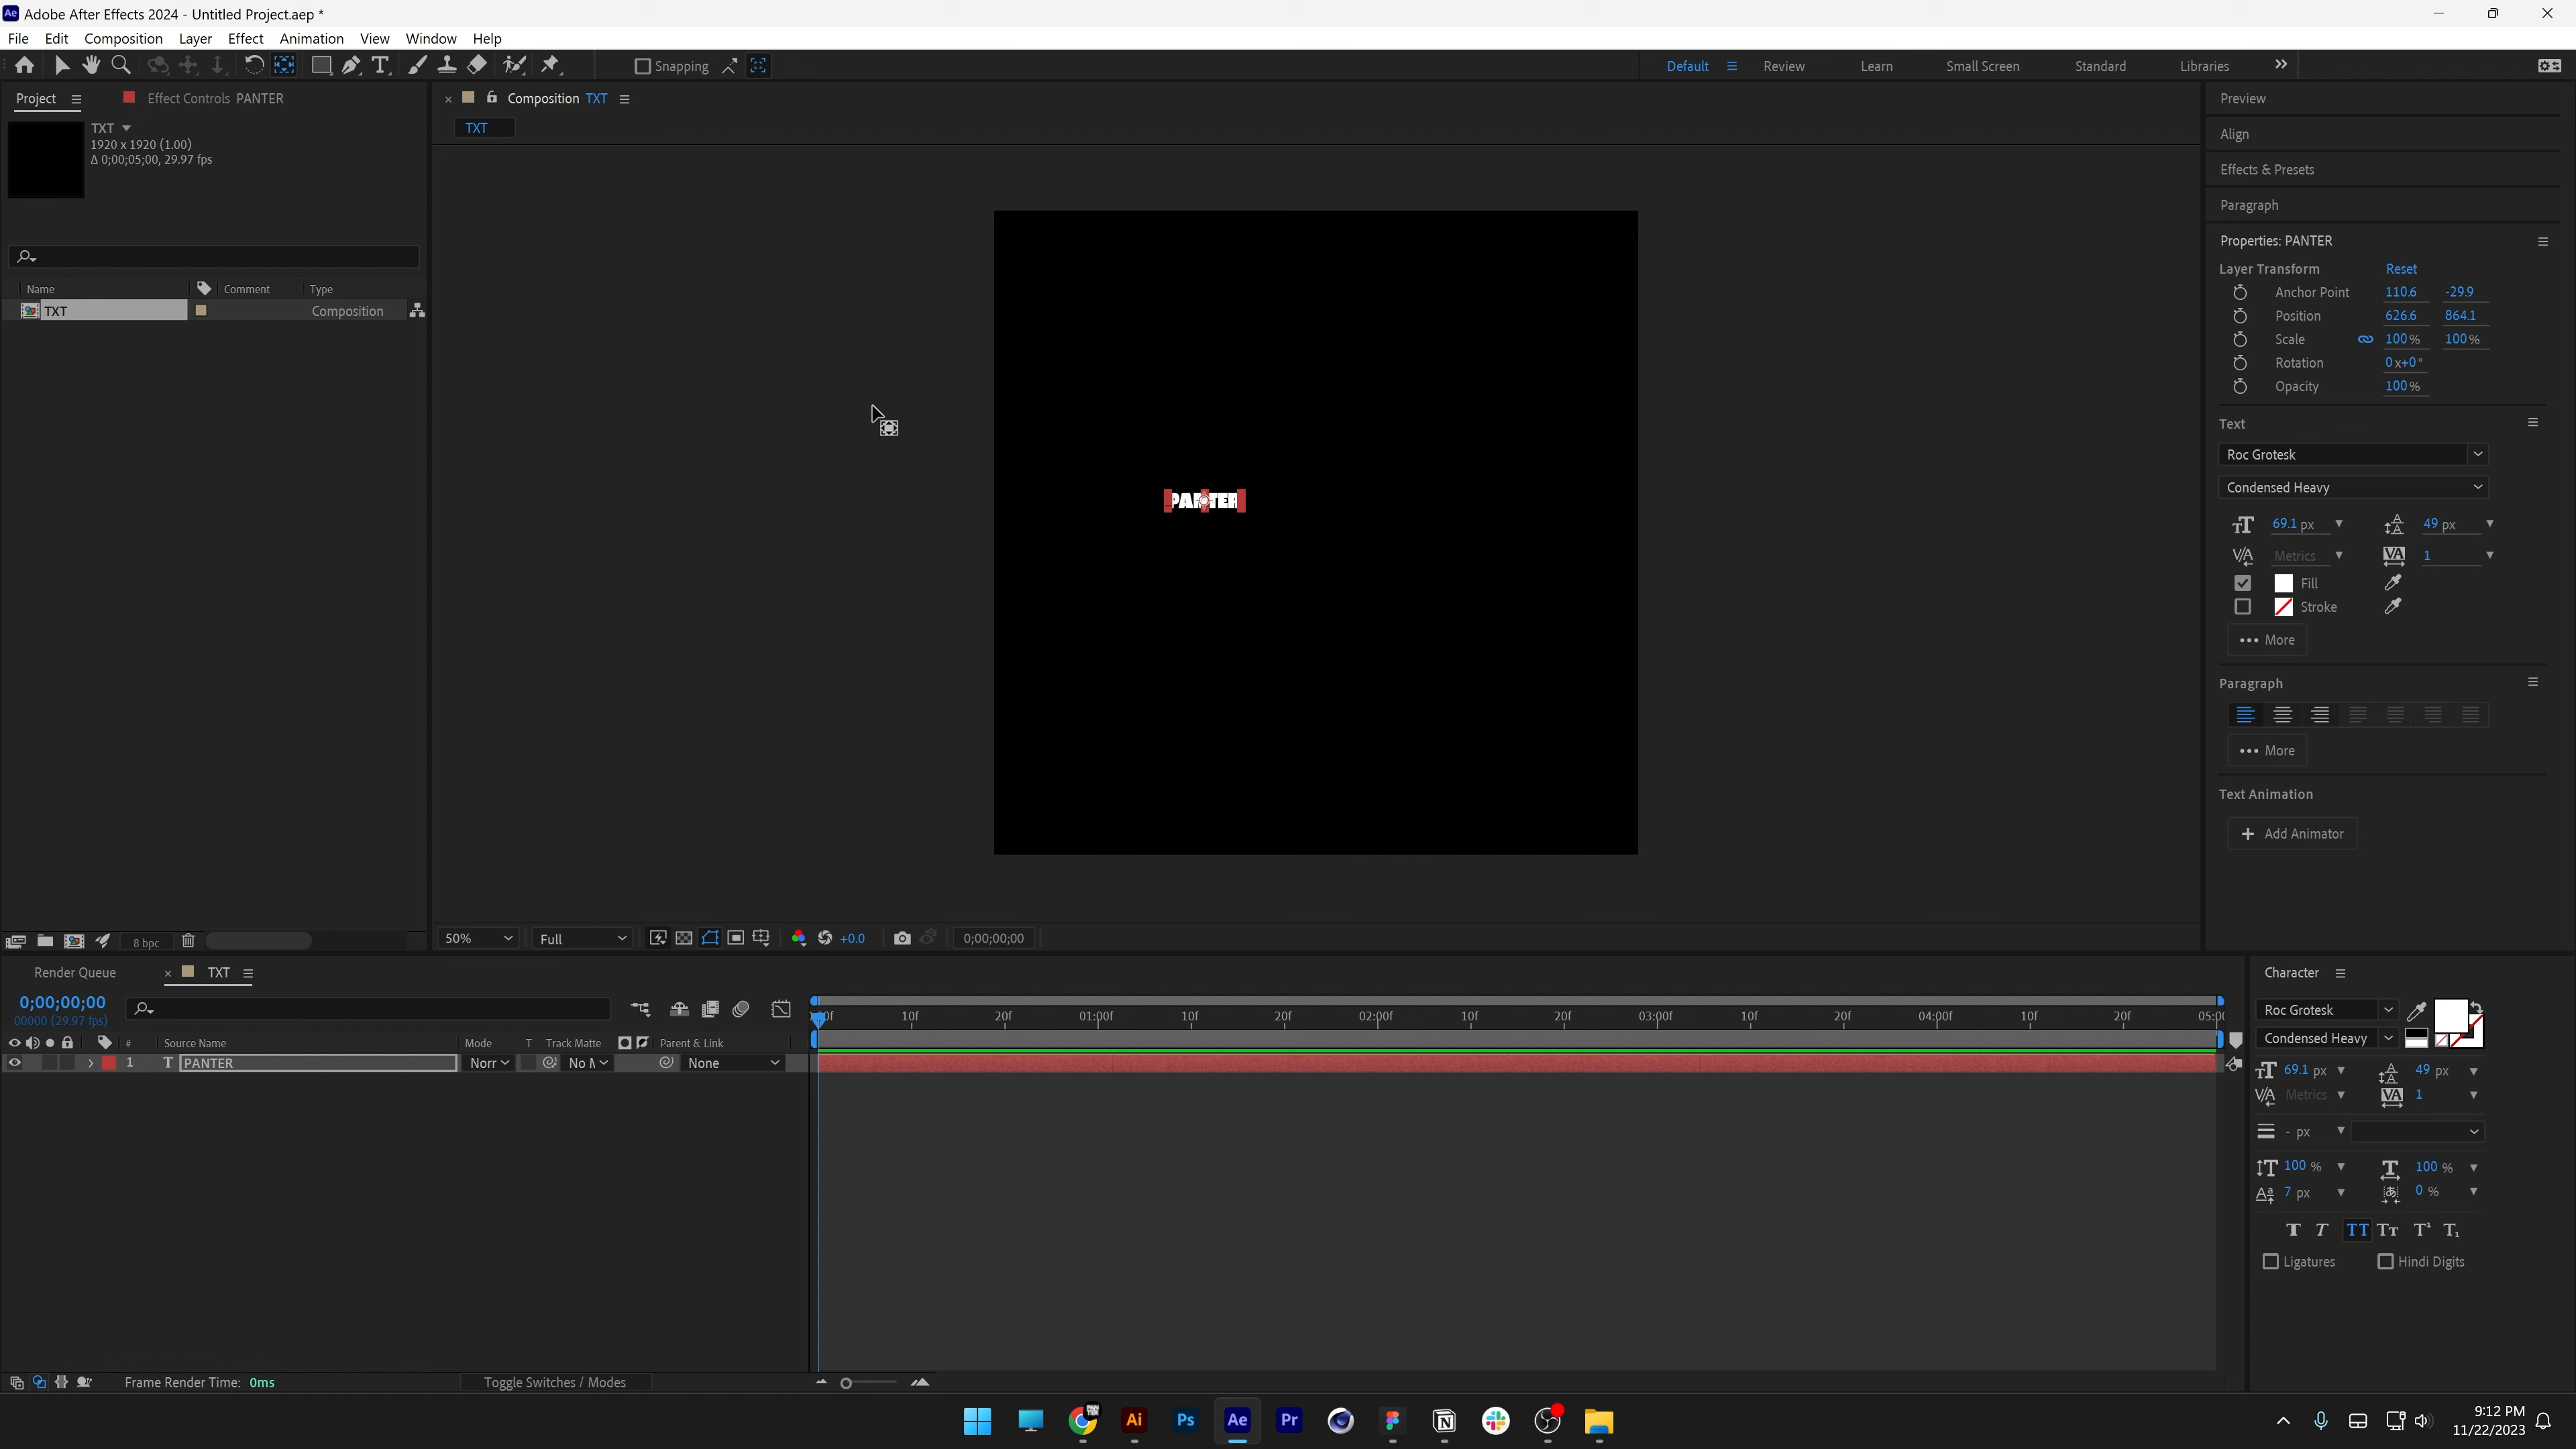 Ae Adobe After Effects 2024 - Untitled Project.aep *
File Edit Composition Layer Effect Animation View Window Help
Snapping Default Review Learn Small Screen Standard Libraries
Project Effect Controls PANTER
Composition TXT
Preview
TXT
1920 x 1920 (1.00)
Δ 0;00;05;00, 29.97 fps
TXT
Align
Effects & Presets
Paragraph
Name Comment Type
TXT Composition
PANTER
Properties: PANTER
Layer Transform Reset
Anchor Point 110.6 -29.9
Position 626.6 864.1
Scale 100 % 100 %
Rotation 0x+0°
Opacity 100 %
Text
Roc Grotesk
Condensed Heavy
69.1 px 49 px
Metrics 1
Fill
Stroke
More
Paragraph
More
Text Animation
+ Add Animator
8 bpc
50% Full +0.0 0;00;00;00
Render Queue TXT
0;00;00;00
00000 (29.97 fps)
10f 20f 01:00f 10f 20f 02:00f 10f 20f 03:00f 10f 20f 04:00f 10f 20f
# Source Name Mode T Track Matte Parent & Link
1 T PANTER Norr No M None
Frame Render Time: 0ms Toggle Switches / Modes
Character
Roc Grotesk
Condensed Heavy
69.1 px 49 px
Metrics 1
- px
100 % 100 %
7 px 0 %
T T TT Tt T¹ T₁
Ligatures Hindi Digits
Ai Ps Ae Pr
9:12 PM
11/22/2023